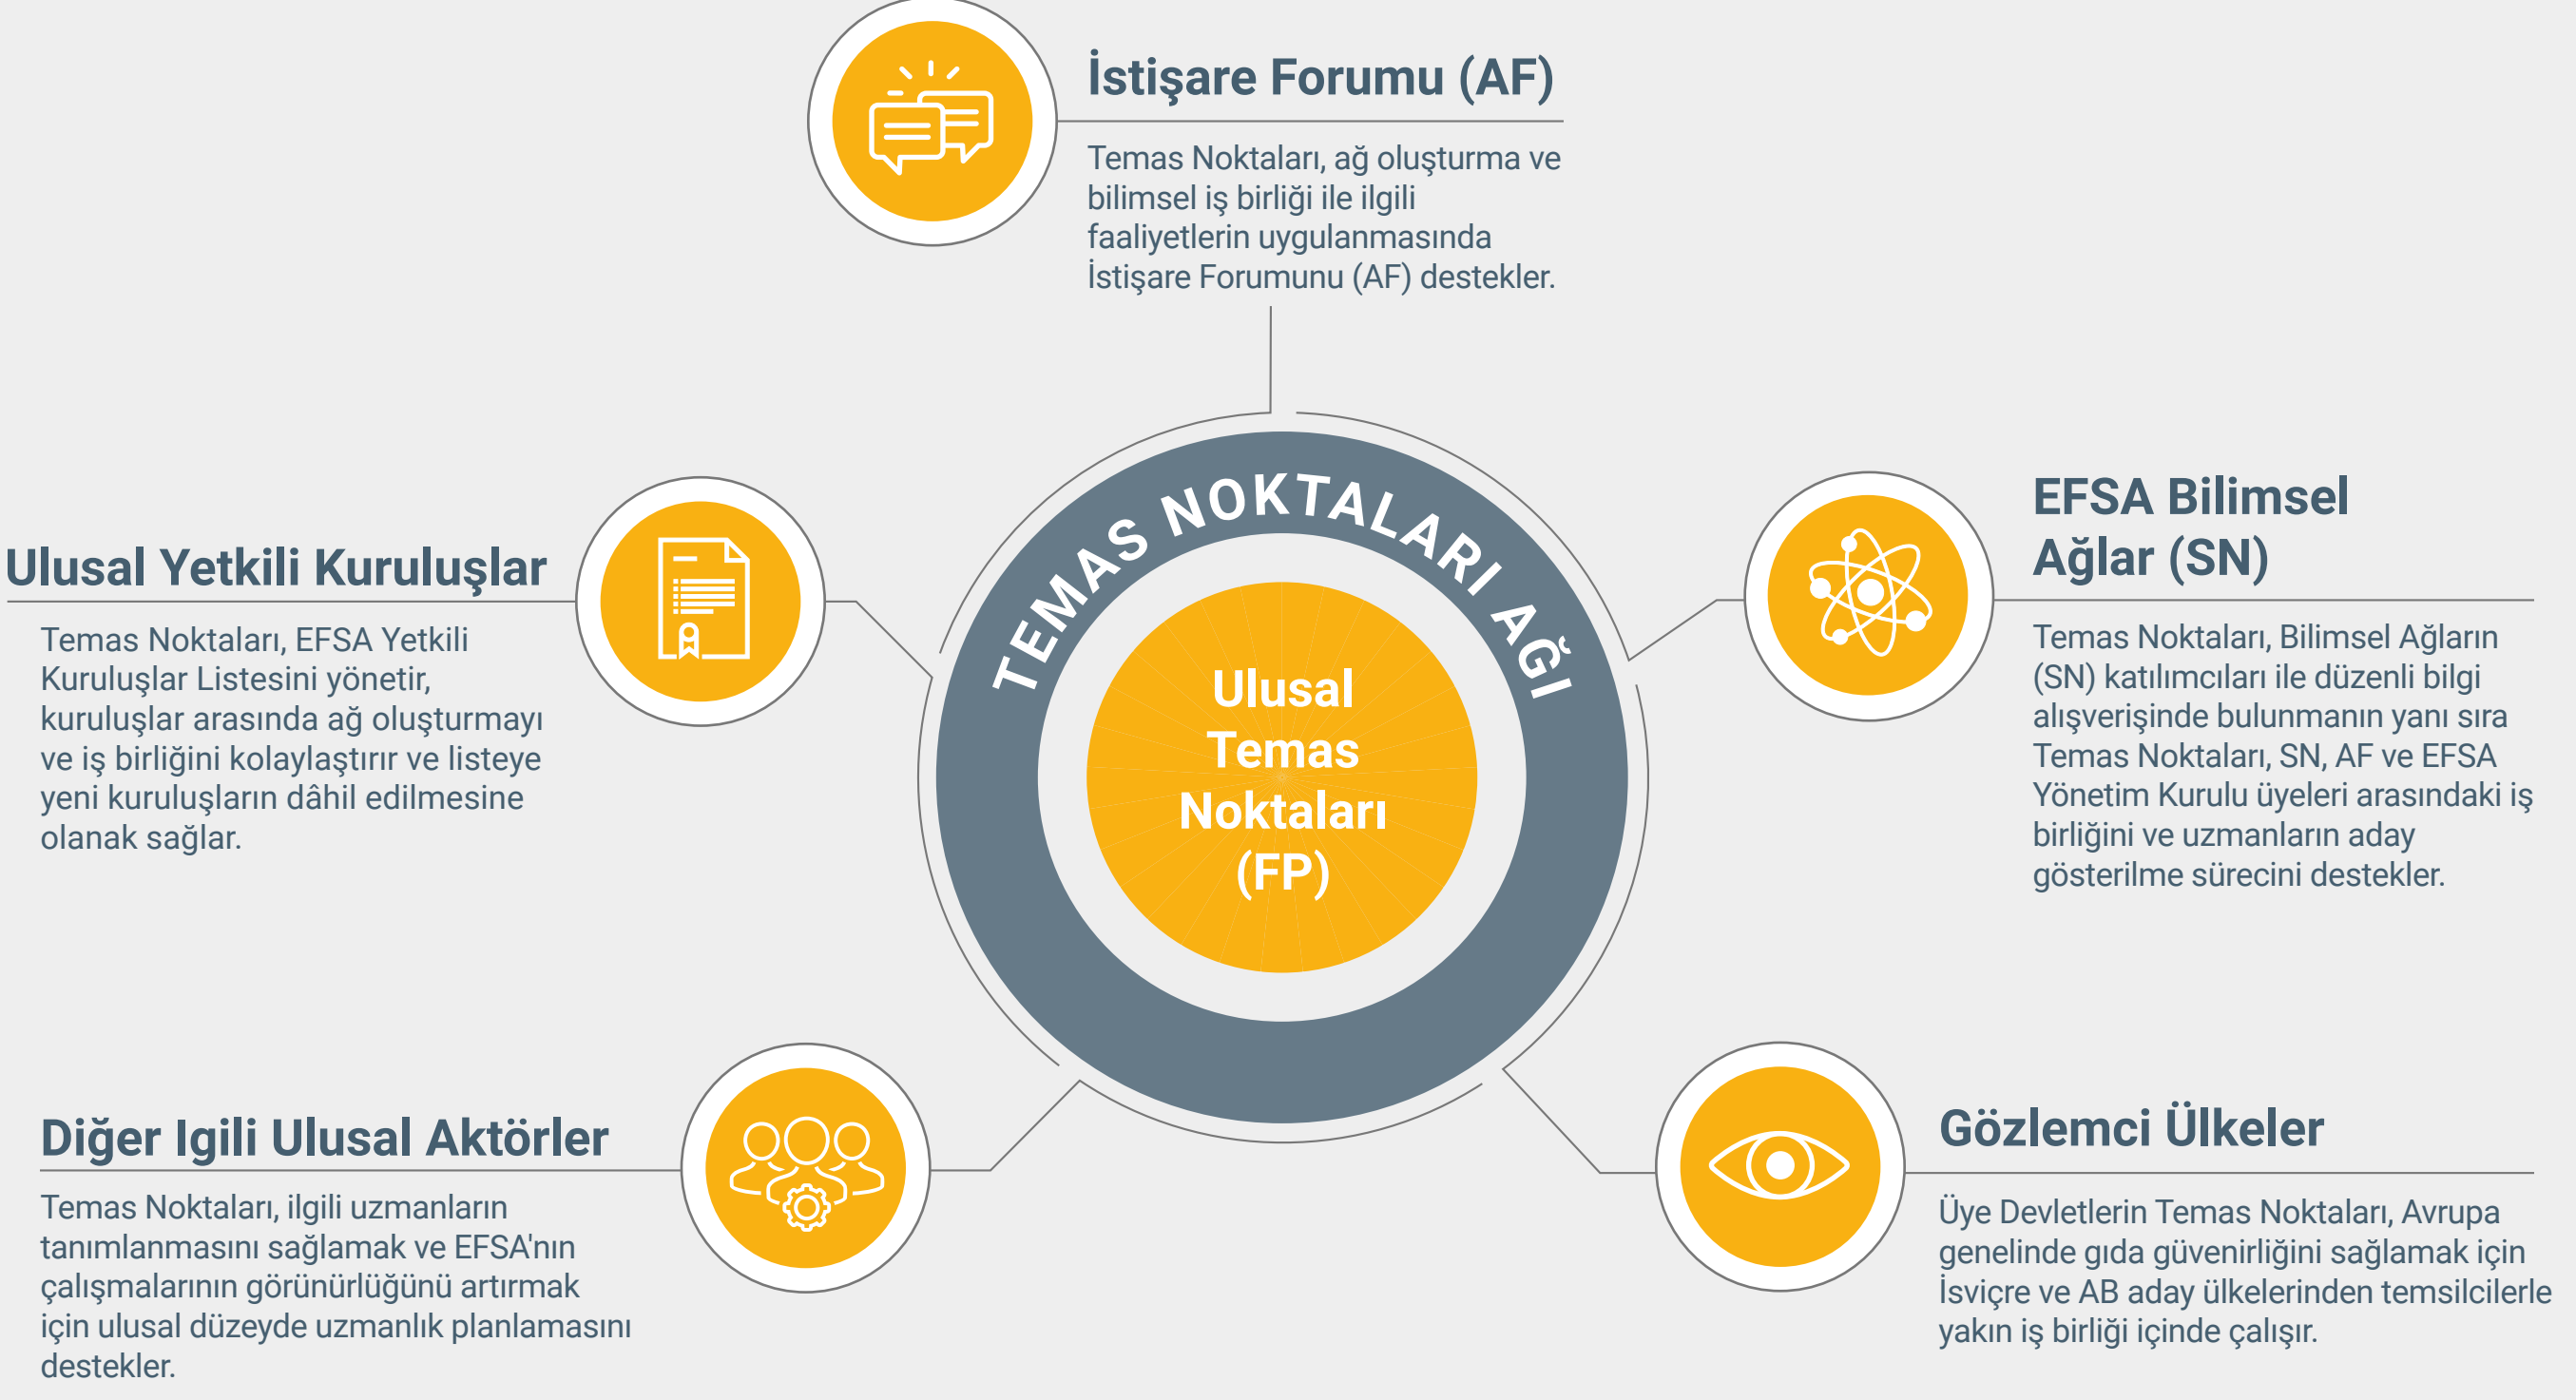 İstişare Forumu (AF)
Temas Noktaları, ağ oluşturma ve
bilimsel iş birliği ile ilgili
faaliyetlerin uygulanmasında
İstişare Forumunu (AF) destekler.
TEMAS NOKTALARI AĞI
Ulusal
Temas
Noktaları
(FP)
Ulusal Yetkili Kuruluşlar
Temas Noktaları, EFSA Yetkili
Kuruluşlar Listesini yönetir,
kuruluşlar arasında ağ oluşturmayı
ve iş birliğini kolaylaştırır ve listeye
yeni kuruluşların dâhil edilmesine
olanak sağlar.
EFSA Bilimsel
Ağlar (SN)
Temas Noktaları, Bilimsel Ağların
(SN) katılımcıları ile düzenli bilgi
alışverişinde bulunmanın yanı sıra
Temas Noktaları, SN, AF ve EFSA
Yönetim Kurulu üyeleri arasındaki iş
birliğini ve uzmanların aday
gösterilme sürecini destekler.
Diğer Igili Ulusal Aktörler
Temas Noktaları, ilgili uzmanların
tanımlanmasını sağlamak ve EFSA'nın
çalışmalarının görünürlüğünü artırmak
için ulusal düzeyde uzmanlık planlamasını
destekler.
Gözlemci Ülkeler
Üye Devletlerin Temas Noktaları, Avrupa
genelinde gıda güvenirliğini sağlamak için
İsviçre ve AB aday ülkelerinden temsilcilerle
yakın iş birliği içinde çalışır.